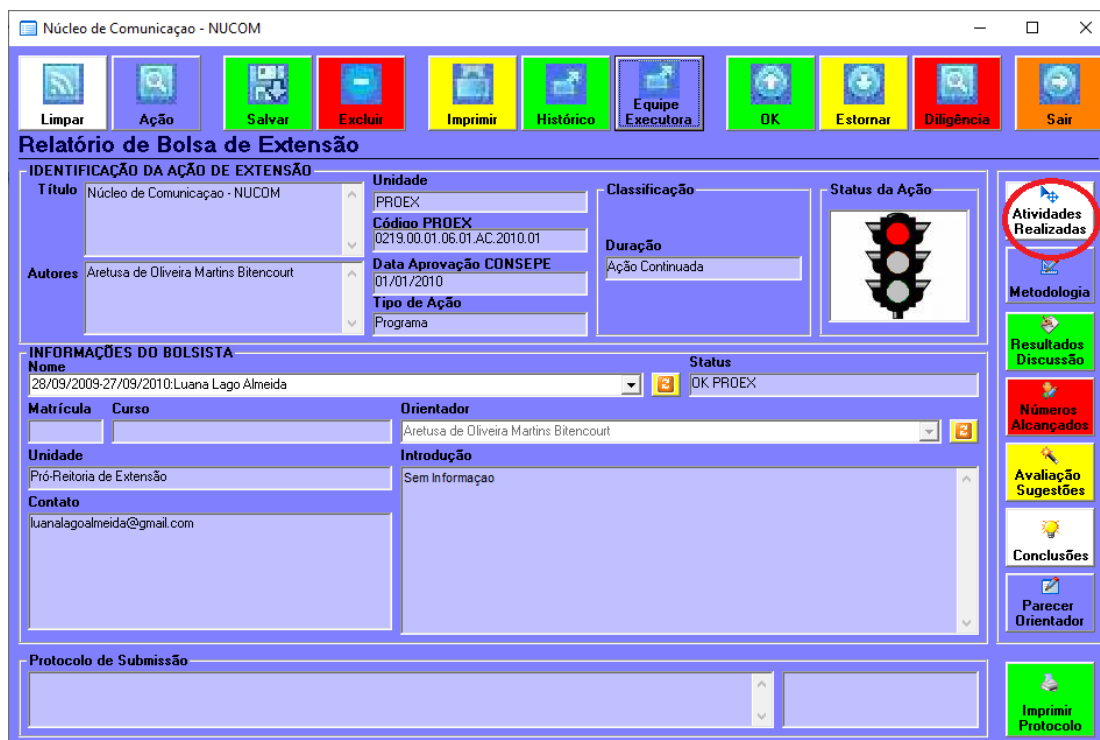 Núcleo de Comunicaçao - NUCOM
Limpar
Ação
Salvar
Excluir
Imprimir
Histórico
Equipe
Executora
OK
Estornar
Diligência
Sair
Relatório de Bolsa de Extensão
IDENTIFICAÇÃO DA AÇÃO DE EXTENSÃO
Título
Núcleo de Comunicaçao - NUCOM
Autores
Aretusa de Oliveira Martins Bitencourt
Unidade
PROEX
Código PROEX
0219.00.01.06.01.AC.2010.01
Data Aprovação CONSEPE
01/01/2010
Tipo de Ação
Programa
Classificação
Duração
Ação Continuada
Status da Ação
INFORMAÇÕES DO BOLSISTA
Nome
28/09/2009-27/09/2010:Luana Lago Almeida
Status
OK PROEX
Matrícula
Curso
Orientador
Aretusa de Oliveira Martins Bitencourt
Unidade
Pró-Reitoria de Extensão
Contato
luanalagoalmeida@gmail.com
Introdução
Sem Informaçao
Protocolo de Submissão
Atividades
Realizadas
Metodologia
Resultados
Discussão
Números
Alcançados
Avaliação
Sugestões
Conclusões
Parecer
Orientador
Imprimir
Protocolo